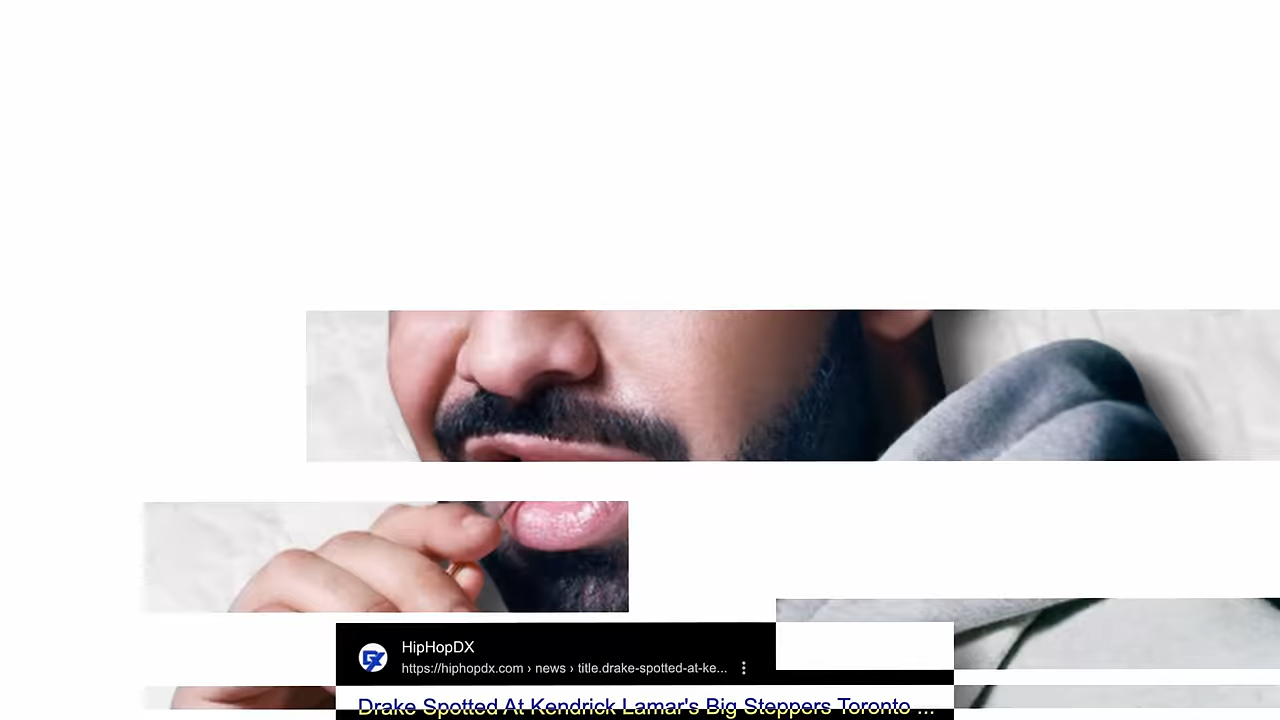 HipHopDX
https://hiphopdx.com › news › title.drake-spotted-at-ke...
Drake Spotted At Kendrick Lamar's Big Steppers Toronto ...